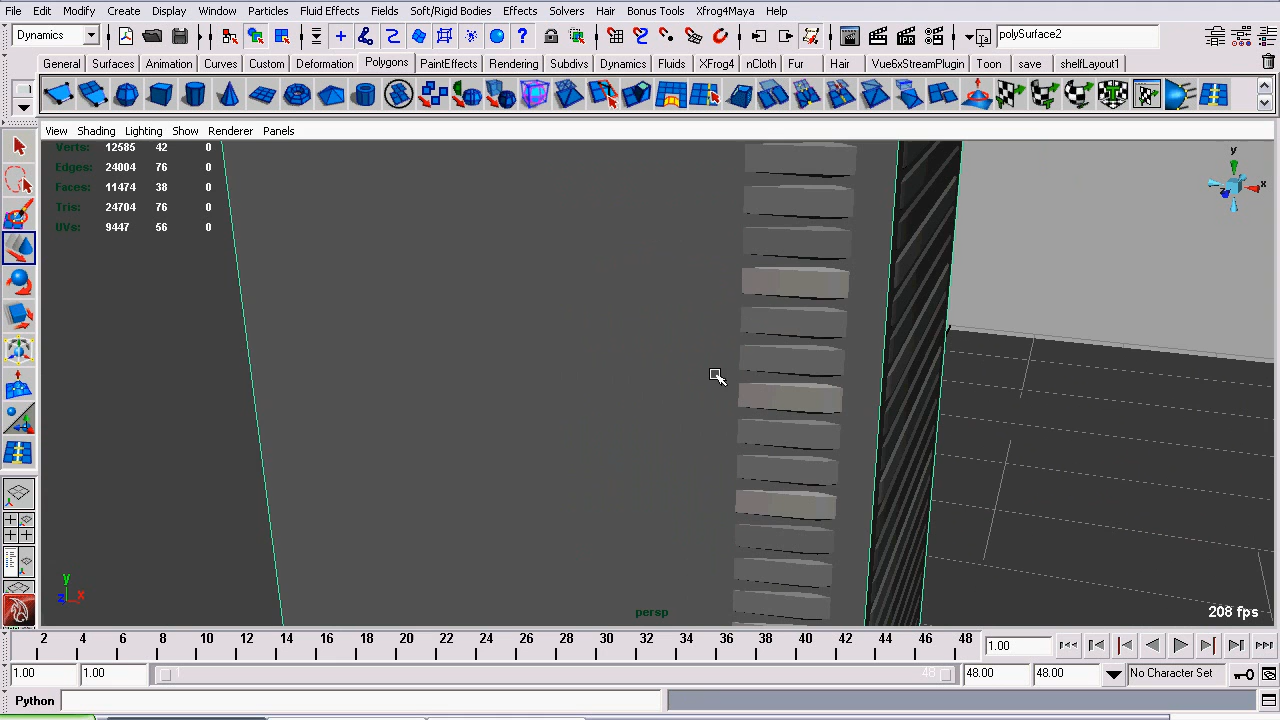 File Edit Modify Create Display Window Particles Fluid Effects Fields Soft/Rigid Bodies Effects Solvers Hair Bonus Tools Xfrog4Maya Help
Dynamics polySurface2
General Surfaces Animation Curves Custom Deformation Polygons PaintEffects Rendering Subdivs Dynamics Fluids XFrog4 nCloth Fur Hair Vue6xStreamPlugin Toon save shelfLayout1
View Shading Lighting Show Renderer Panels
Verts: 12585 42 0
Edges: 24004 76 0
Faces: 11474 38 0
Tris: 24704 76 0
UVs: 9447 56 0
y
x
z
y
z x
persp
208 fps
2 4 6 8 10 12 14 16 18 20 22 24 26 28 30 32 34 36 38 40 42 44 46 48 1.00
1.00 1.00 1 48 48.00 48.00 No Character Set
Python